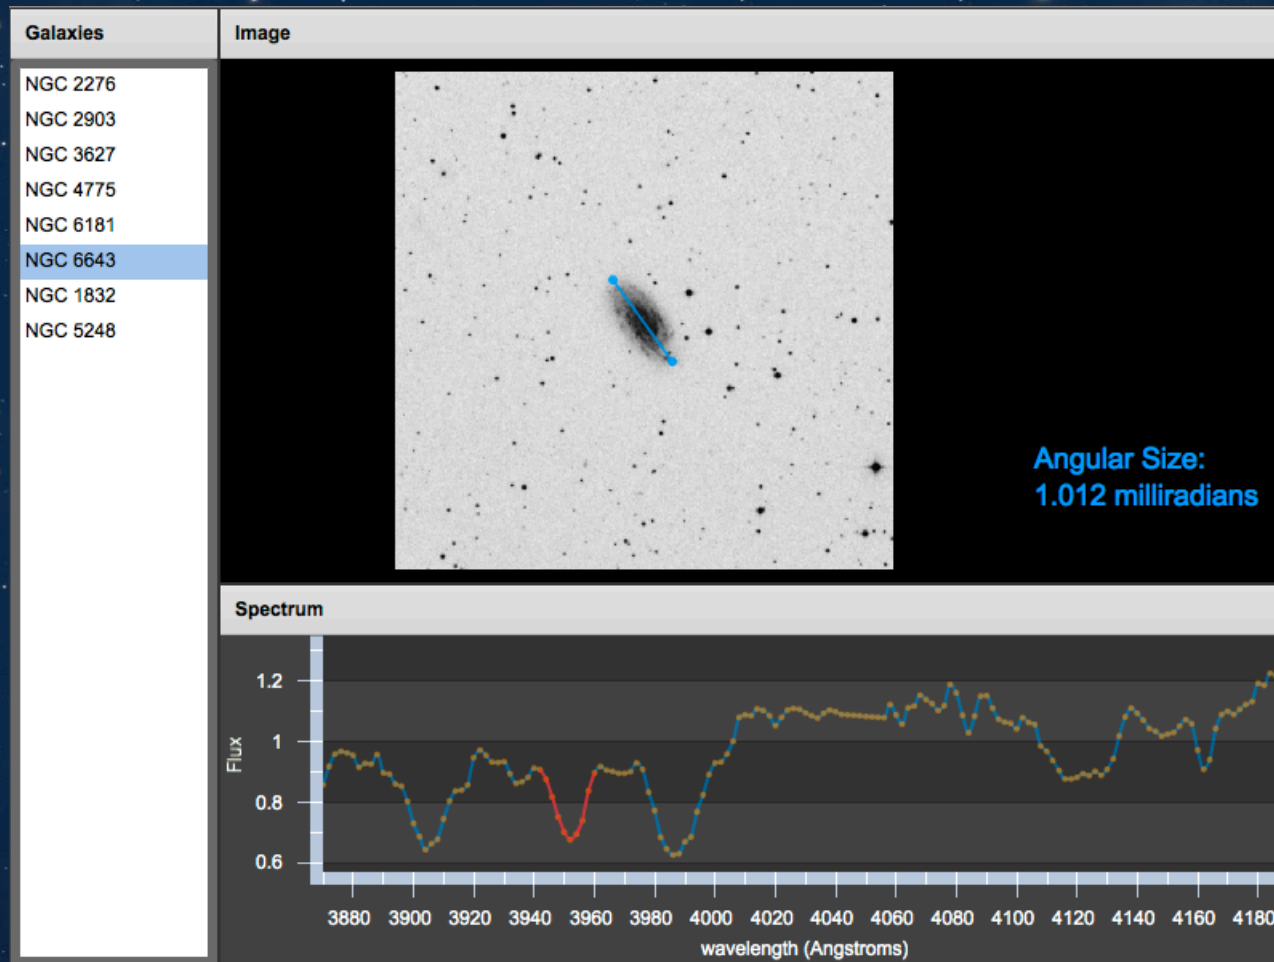 Galaxies
Image
NGC 2276
NGC 2903
NGC 3627
NGC 4775
NGC 6181
NGC 6643
NGC 1832
NGC 5248
Angular Size:
1.012 milliradians
Spectrum
Flux
1.2
1
0.8
0.6
3880 3900 3920 3940 3960 3980 4000 4020 4040 4060 4080 4100 4120 4140 4160 4180
wavelength (Angstroms)